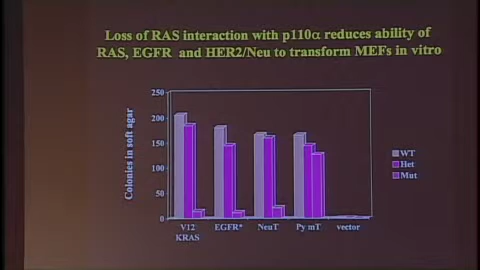 Loss of RAS interaction with p110α reduces ability of
RAS, EGFR and HER2/Neu to transform MEFs in vitro
Colonies in soft agar
250
200
150
100
50
0
V12 KRAS
EGFR*
NeuT
Py mT
vector
WT
Het
Mut